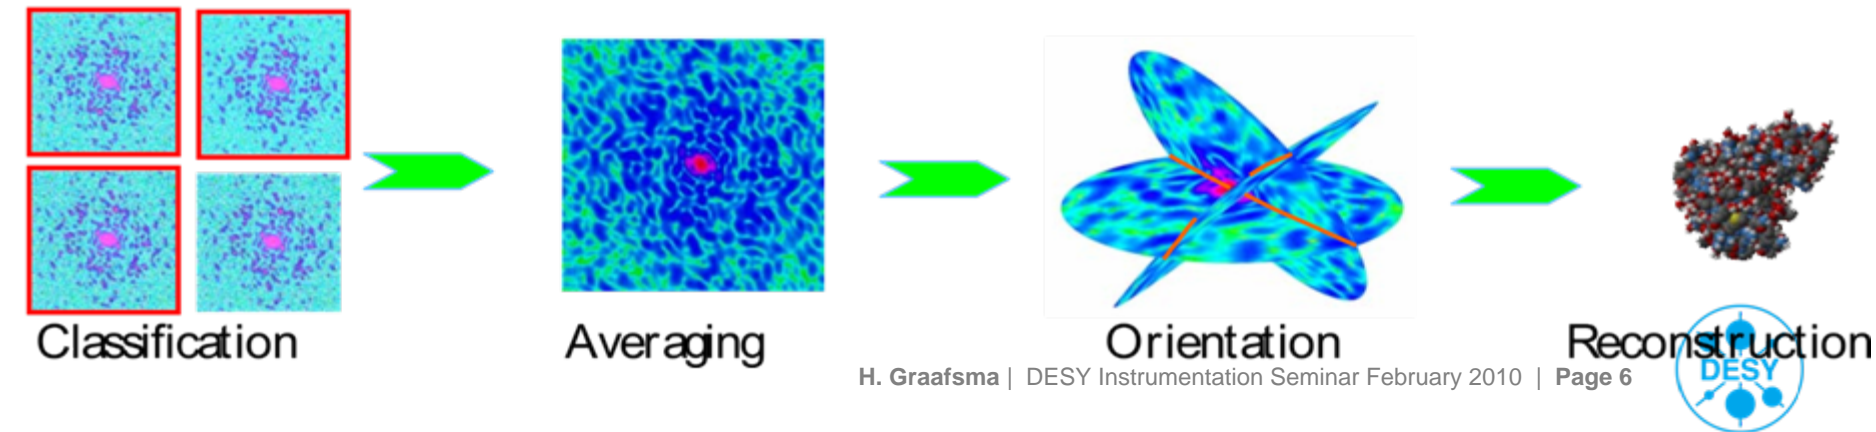 Classification
Averaging
Orientation
Reconstruction
H. Graafsma | DESY Instrumentation Seminar February 2010 | Page 6
DESY